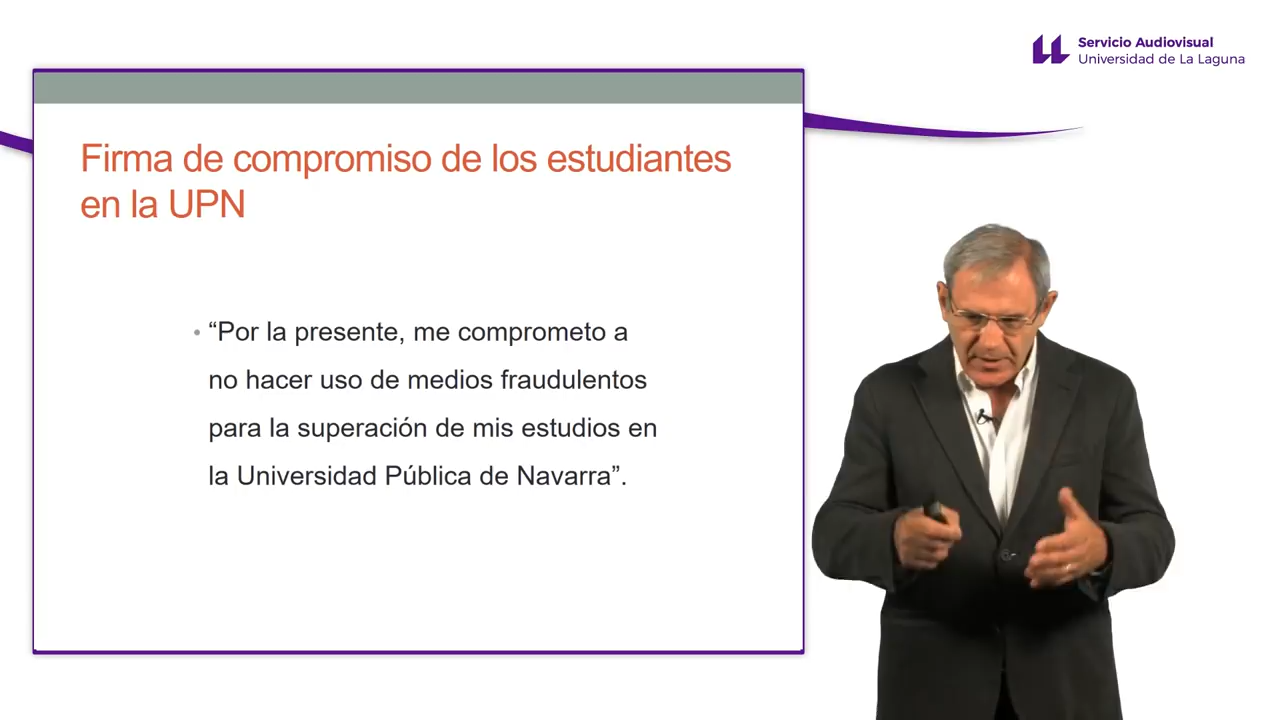 Servicio Audiovisual
Universidad de La Laguna
Firma de compromiso de los estudiantes
en la UPN
• “Por la presente, me comprometo a
no hacer uso de medios fraudulentos
para la superación de mis estudios en
la Universidad Pública de Navarra”.